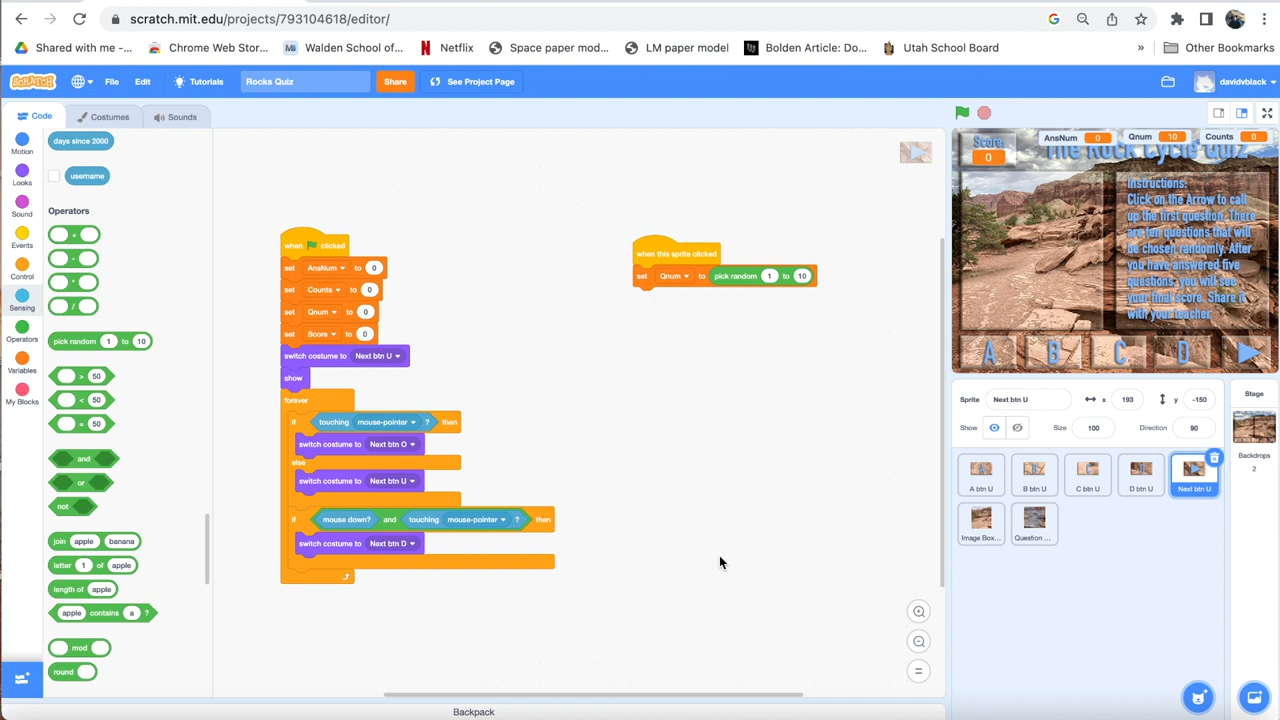 scratch.mit.edu/projects/793104618/editor/
Shared with me -... Chrome Web Stor... Walden School of... Netflix Space paper mod... LM paper model Bolden Article: Do... Utah School Board » Other Bookmarks
SCRATCH File Edit Tutorials Rocks Quiz Share See Project Page davidvblack
Code Costumes Sounds
Motion
Looks
Sound
Events
Control
Sensing
Operators
Variables
My Blocks
days since 2000
username
Operators
+
-
*
/
pick random 1 to 10
> 50
< 50
= 50
and
or
not
join apple banana
letter 1 of apple
length of apple
apple contains a ?
mod
round
when clicked
set AnsNum to 0
set Counts to 0
set Qnum to 0
set Score to 0
switch costume to Next btn U
show
forever
if touching mouse-pointer ? then
switch costume to Next btn O
else
switch costume to Next btn U
if mouse down? and touching mouse-pointer ? then
switch costume to Next btn D
when this sprite clicked
set Qnum to pick random 1 to 10
Score: 0
AnsNum 0 Qnum 10 Counts 0
The Rock Cycle Quiz
Instructions:
Click on the Arrow to call
up the first question. There
are ten questions that will
be chosen randomly. After
you have answered five
questions, you will see
your final score. Share it
with your teacher.
A B C D
Sprite Next btn U x 193 y -150
Show Size 100 Direction 90
A btn U B btn U C btn U D btn U Next btn U
Image Box... Question ...
Stage
Backdrops
2
Backpack